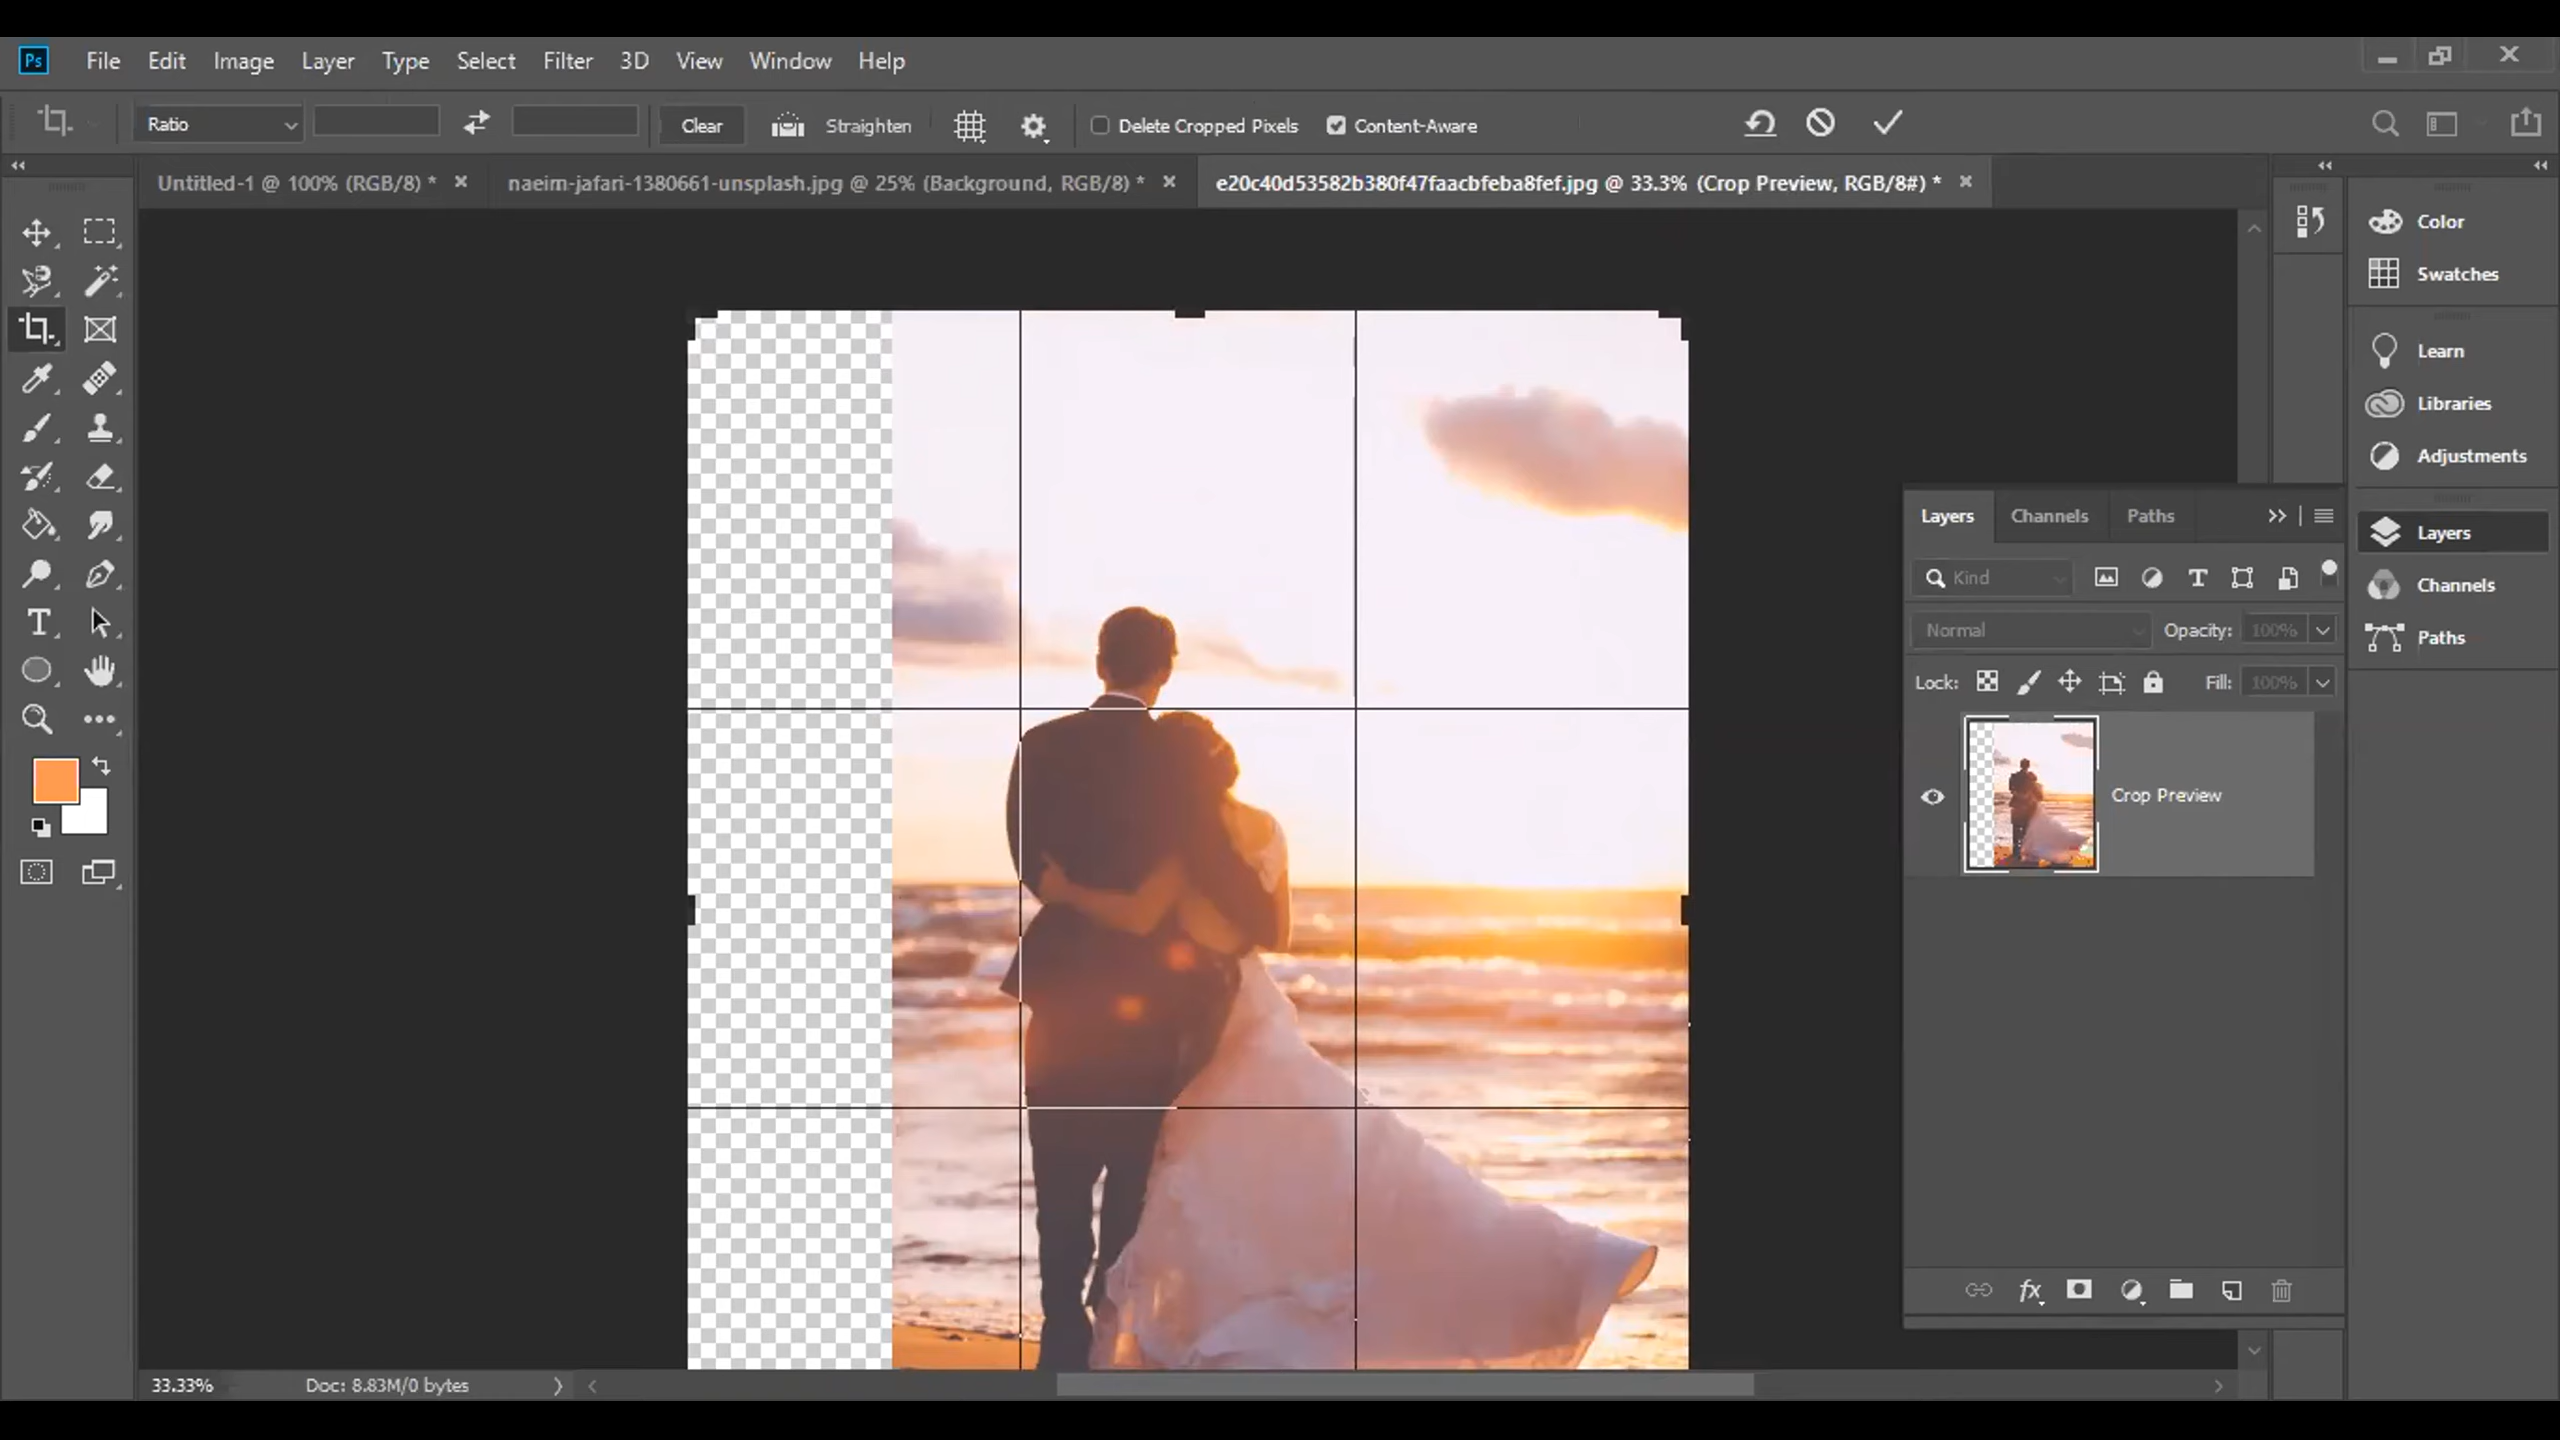 Ps File Edit Image Layer Type Select Filter 3D View Window Help
Ratio Clear Straighten Delete Cropped Pixels Content-Aware
Untitled-1 @ 100% (RGB/8) * naeim-jafari-1380661-unsplash.jpg @ 25% (Background, RGB/8) * e20c40d53582b380f47faacbfeba8fef.jpg @ 33.3% (Crop Preview, RGB/8#) *
Color
Swatches
Learn
Libraries
Adjustments
Layers
Channels
Paths
Layers Channels Paths
Kind
Normal Opacity: 100%
Lock: Fill: 100%
Crop Preview
fx
33.33% Doc: 8.83M/0 bytes